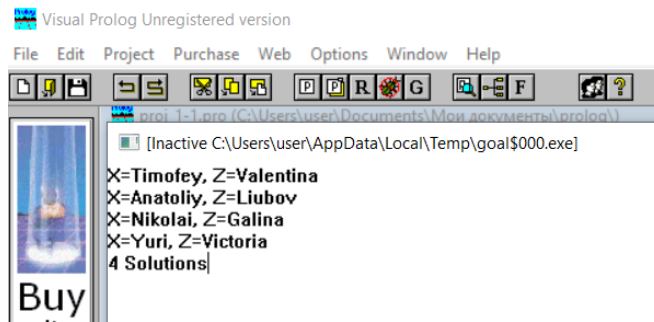 Visual Prolog Unregistered version
File Edit Project Purchase Web Options Window Help
P P R G F ?
proj_1-1.pro (C:\Users\user\Documents\Мои документы\prolog\)
[Inactive C:\Users\user\AppData\Local\Temp\goal$000.exe]
X=Timofey, Z=Valentina
X=Anatoliy, Z=Liubov
X=Nikolai, Z=Galina
X=Yuri, Z=Victoria
4 Solutions
Buy